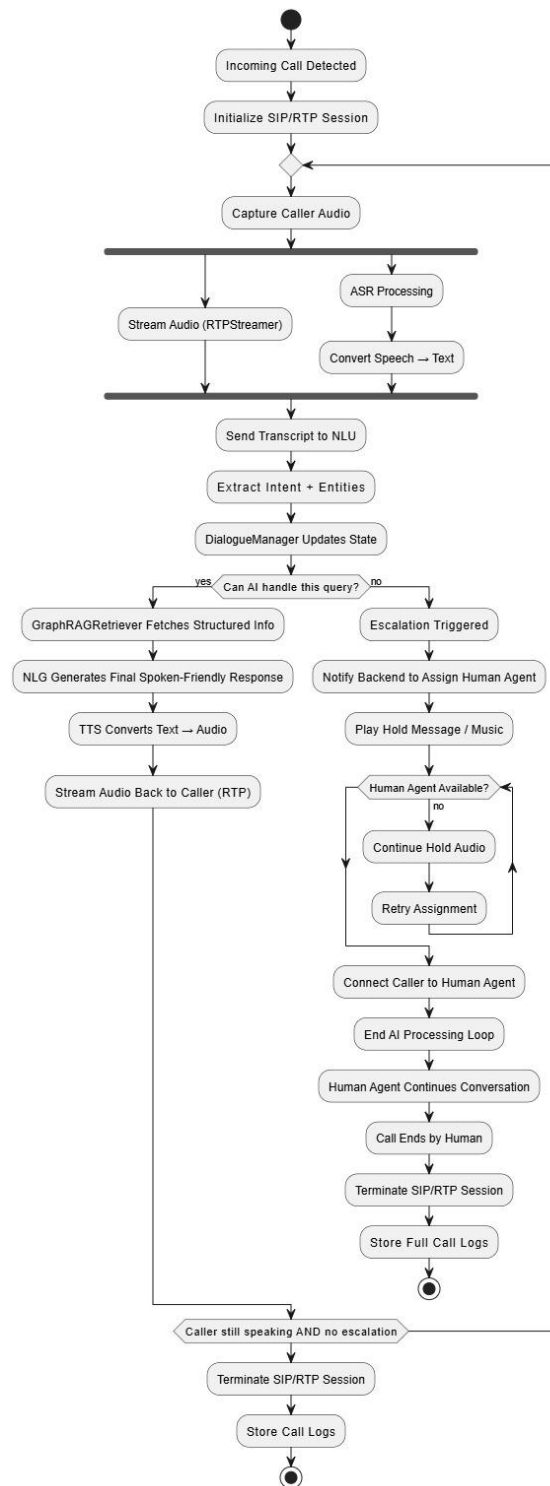 Incoming Call Detected
Initialize SIP/RTP Session
Capture Caller Audio
Stream Audio (RTPStreamer)
ASR Processing
Convert Speech → Text
Send Transcript to NLU
Extract Intent + Entities
DialogueManager Updates State
yes
Can AI handle this query?
no
GraphRAGRetriever Fetches Structured Info
NLG Generates Final Spoken-Friendly Response
TTS Converts Text → Audio
Stream Audio Back to Caller (RTP)
Escalation Triggered
Notify Backend to Assign Human Agent
Play Hold Message / Music
Human Agent Available?
no
Continue Hold Audio
Retry Assignment
Connect Caller to Human Agent
End AI Processing Loop
Human Agent Continues Conversation
Call Ends by Human
Terminate SIP/RTP Session
Store Full Call Logs
Caller still speaking AND no escalation
Terminate SIP/RTP Session
Store Call Logs